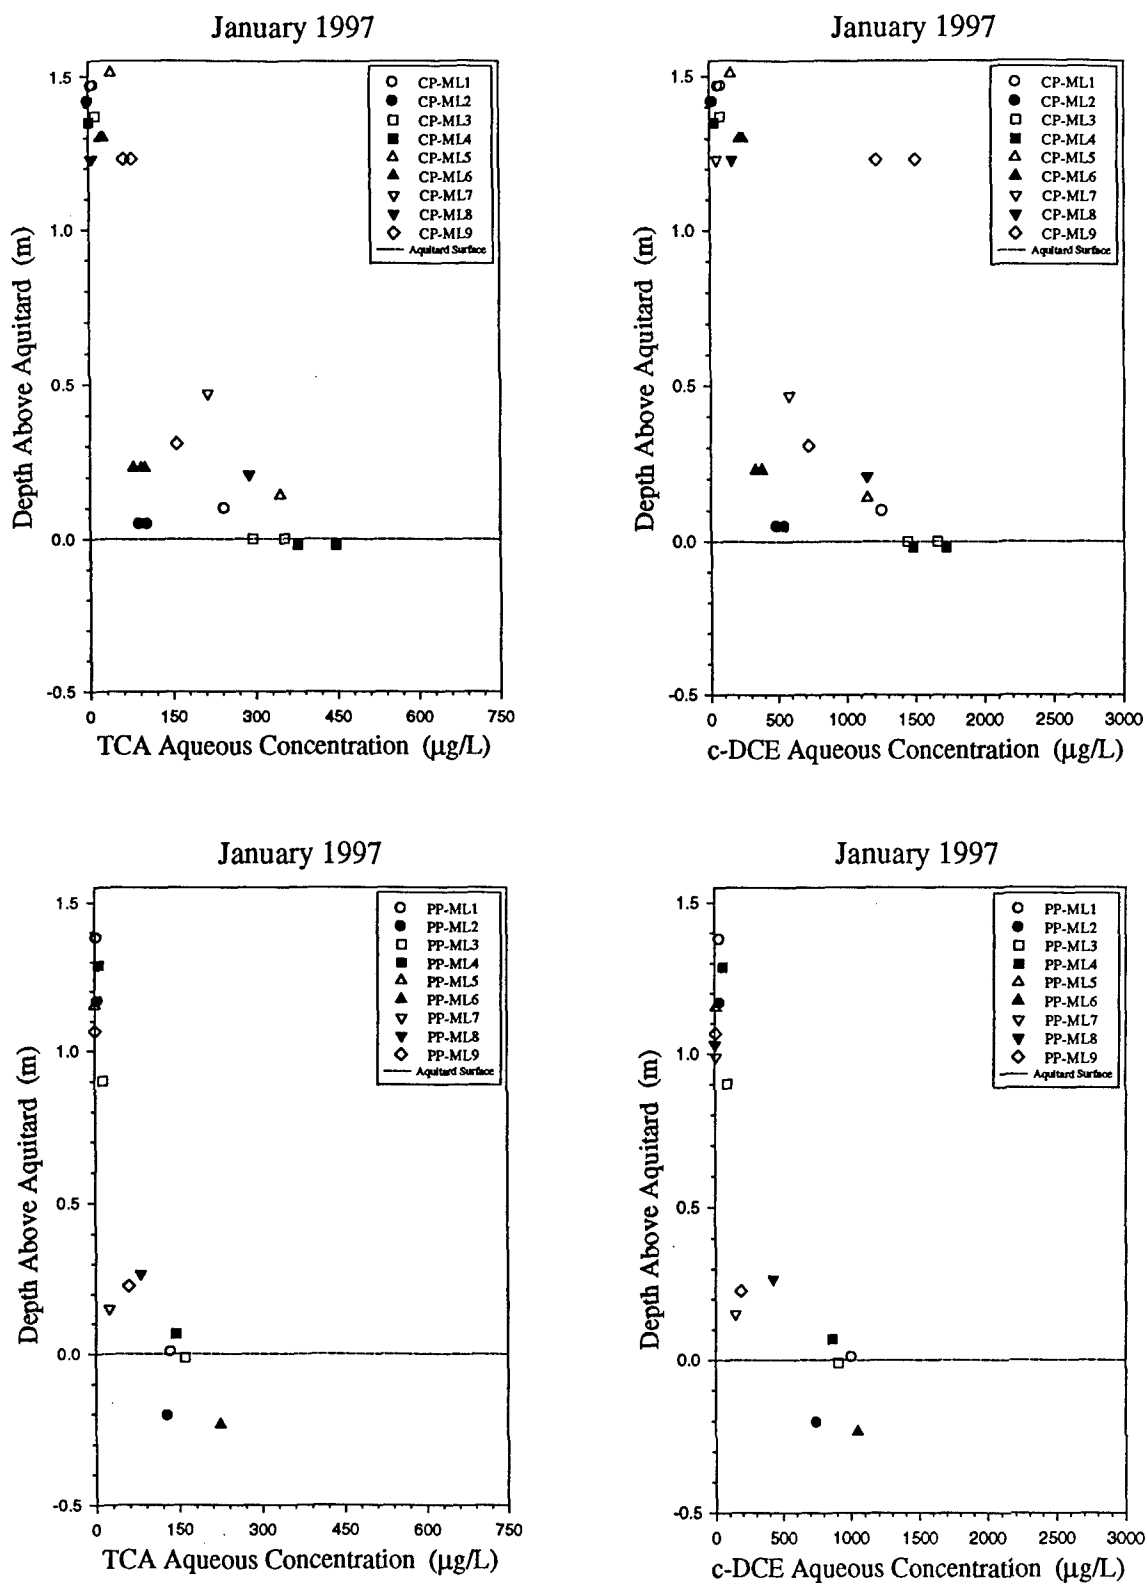 January 1997
Depth Above Aquitard (m)
1.5
1.0
0.5
0.0
-0.5
CP-ML1
CP-ML2
CP-ML3
CP-ML4
CP-ML5
CP-ML6
CP-ML7
CP-ML8
CP-ML9
Aquitard Surface
0 150 300 450 600 750
TCA Aqueous Concentration (µg/L)
January 1997
Depth Above Aquitard (m)
1.5
1.0
0.5
0.0
-0.5
CP-ML1
CP-ML2
CP-ML3
CP-ML4
CP-ML5
CP-ML6
CP-ML7
CP-ML8
CP-ML9
Aquitard Surface
0 500 1000 1500 2000 2500 3000
c-DCE Aqueous Concentration (µg/L)
January 1997
Depth Above Aquitard (m)
1.5
1.0
0.5
0.0
-0.5
PP-ML1
PP-ML2
PP-ML3
PP-ML4
PP-ML5
PP-ML6
PP-ML7
PP-ML8
PP-ML9
Aquitard Surface
0 150 300 450 600 750
TCA Aqueous Concentration (µg/L)
January 1997
Depth Above Aquitard (m)
1.5
1.0
0.5
0.0
-0.5
PP-ML1
PP-ML2
PP-ML3
PP-ML4
PP-ML5
PP-ML6
PP-ML7
PP-ML8
PP-ML9
Aquitard Surface
0 500 1000 1500 2000 2500 3000
c-DCE Aqueous Concentration (µg/L)